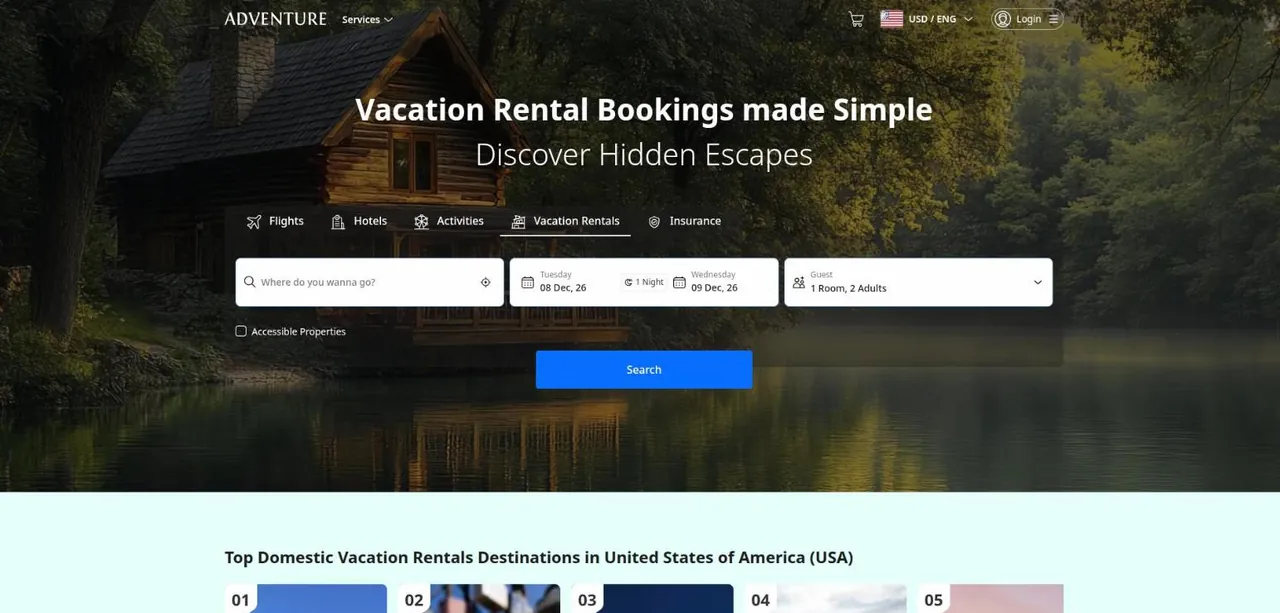 ADVENTURE Services USD / ENG Login
Vacation Rental Bookings made Simple
Discover Hidden Escapes
Flights Hotels Activities Vacation Rentals Insurance
Where do you wanna go?
Tuesday
08 Dec, 26
1 Night
Wednesday
09 Dec, 26
Guest
1 Room, 2 Adults
Accessible Properties
Search
Top Domestic Vacation Rentals Destinations in United States of America (USA)
01 02 03 04 05